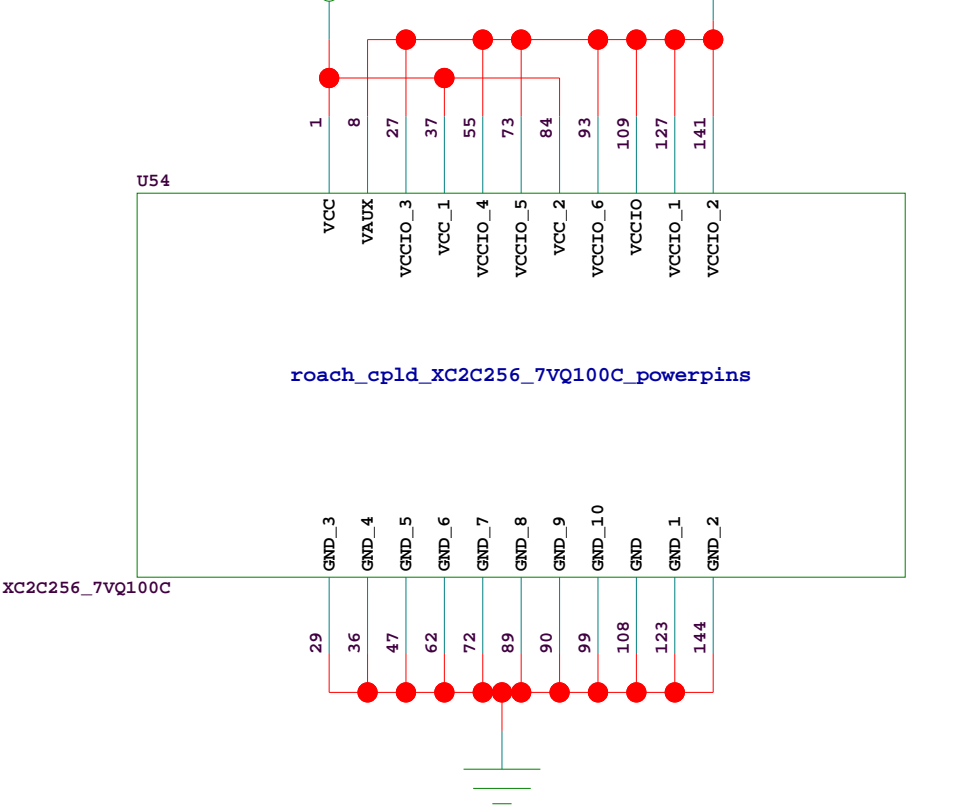 1
8
27
37
55
73
84
93
109
127
141
U54
VCC
VAUX
VCCIO_3
VCC_1
VCCIO_4
VCCIO_5
VCC_2
VCCIO_6
VCCIO
VCCIO_1
VCCIO_2
roach_cpld_XC2C256_7VQ100C_powerpins
GND_3
GND_4
GND_5
GND_6
GND_7
GND_8
GND_9
GND_10
GND
GND_1
GND_2
XC2C256_7VQ100C
29
36
47
62
72
89
90
99
108
123
144